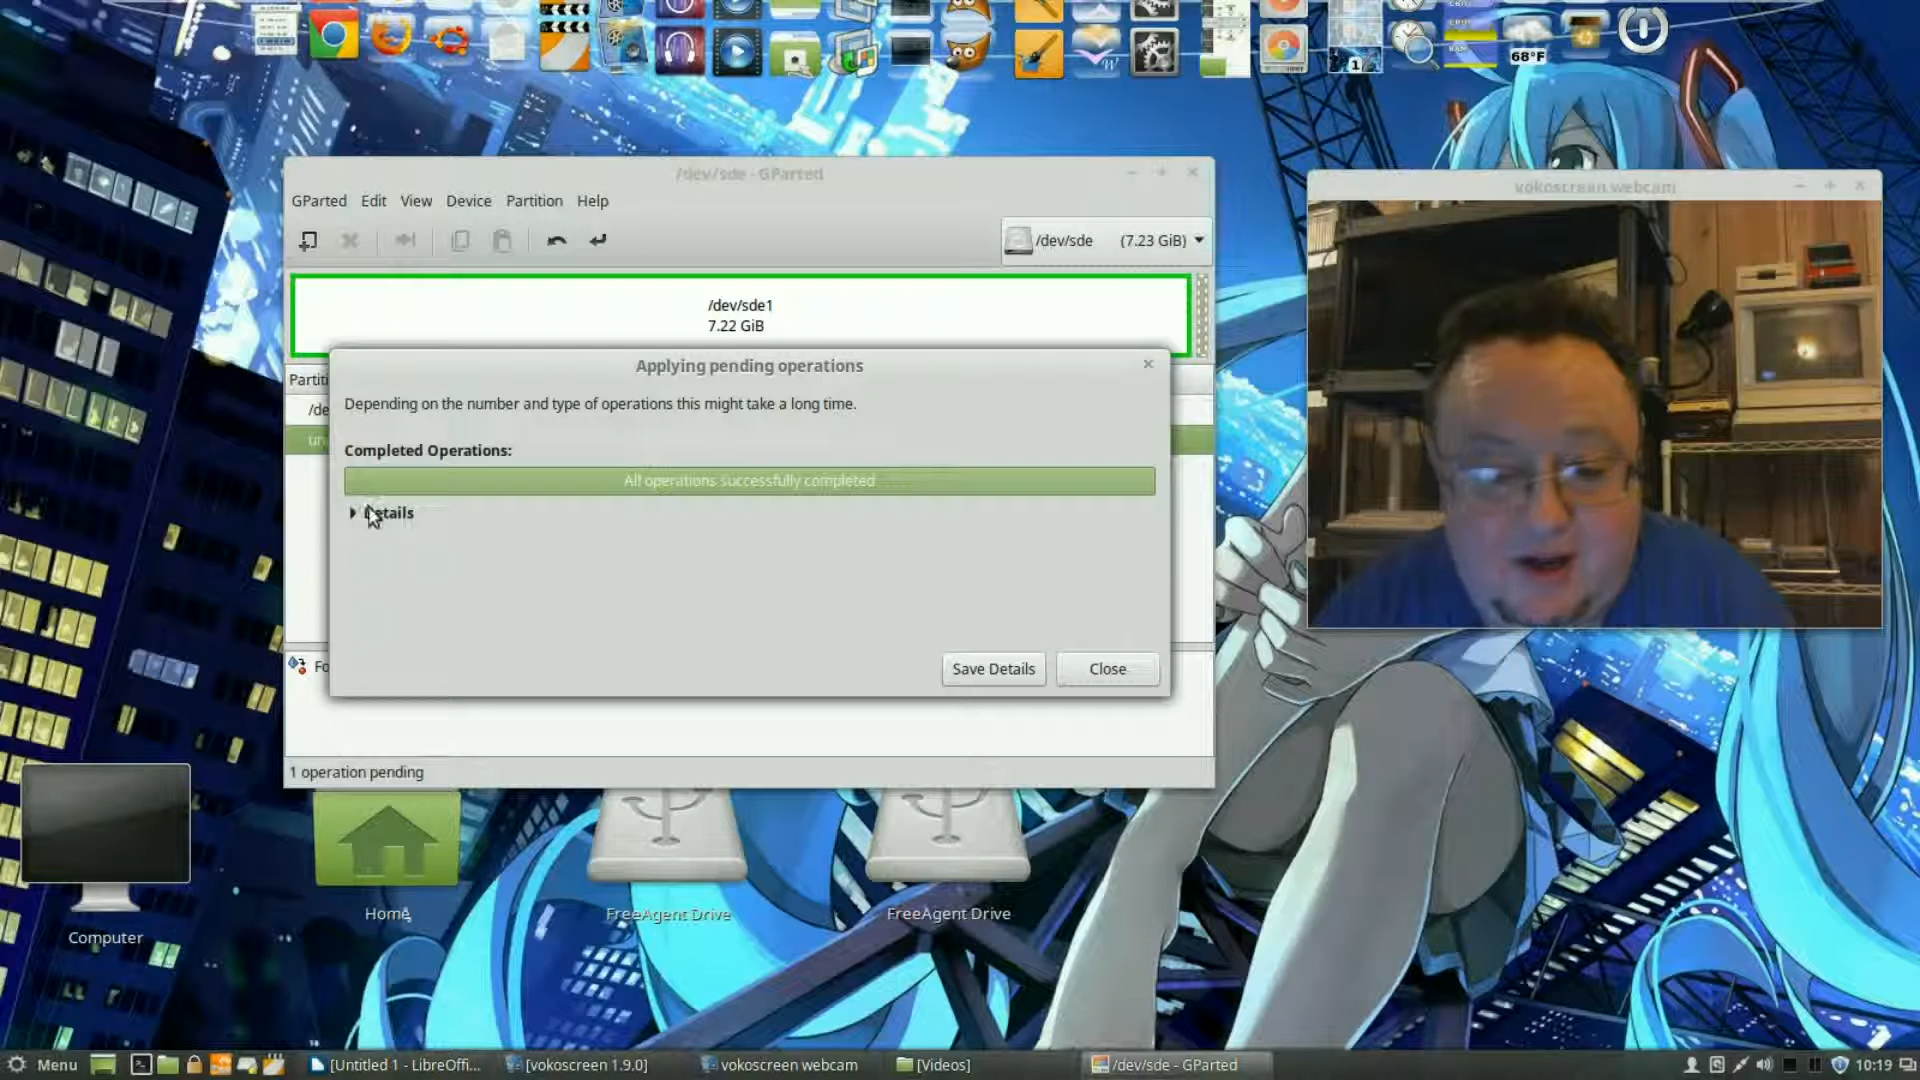 68°F
1
/dev/sde - GParted
GParted Edit View Device Partition Help
/dev/sde (7.23 GiB)
/dev/sde1
7.22 GiB
vokoscreen webcam
Applying pending operations
Depending on the number and type of operations this might take a long time.
Completed Operations:
All operations successfully completed
Details
Save Details
Close
1 operation pending
Computer
Home
FreeAgent Drive
FreeAgent Drive
Menu
[Untitled 1 - LibreOffi...
[vokoscreen 1.9.0]
vokoscreen webcam
[Videos]
/dev/sde - GParted
10:19